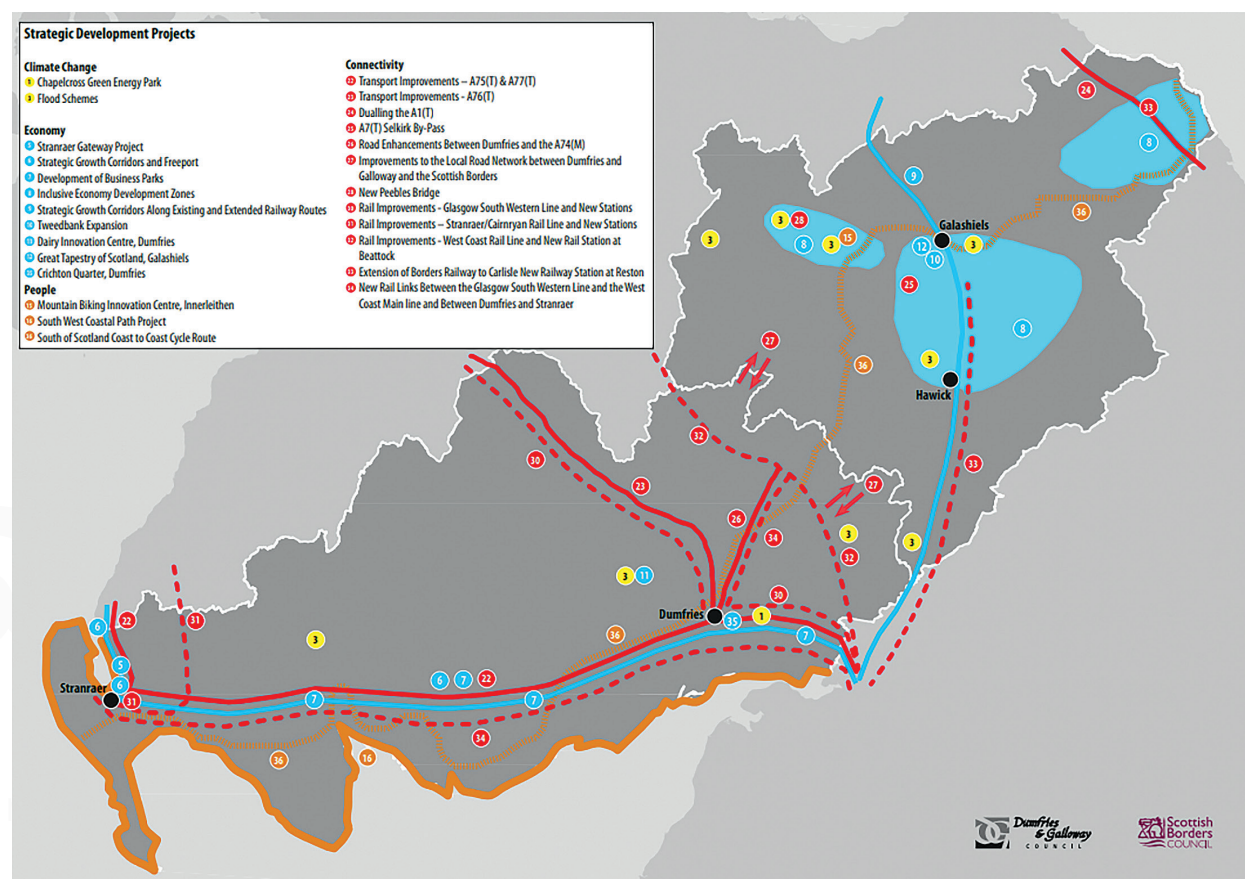 Strategic Development Projects
Climate Change
1 Chapelcross Green Energy Park
3 Flood Schemes
Economy
5 Stranraer Gateway Project
6 Strategic Growth Corridors and Freeport
7 Development of Business Parks
8 Inclusive Economy Development Zones
9 Strategic Growth Corridors Along Existing and Extended Railway Routes
10 Tweedbank Expansion
Dairy Innovation Centre, Dumfries
Great Tapestry of Scotland, Galashiels
Crichton Quarter, Dumfries
People
Mountain Biking Innovation Centre, Innerleithen
South West Coastal Path Project
South of Scotland Coast to Coast Cycle Route
Connectivity
Transport Improvements – A75(T) & A77(T)
Transport Improvements - A76(T)
Dualling the A1(T)
A7(T) Selkirk By-Pass
Road Enhancements Between Dumfries and the A74(M)
Improvements to the Local Road Network between Dumfries and
Galloway and the Scottish Borders
New Peebles Bridge
Rail Improvements - Glasgow South Western Line and New Stations
Rail Improvements – Stranraer/Cairnryan Rail Line and New Stations
Rail Improvements - West Coast Rail Line and New Rail Station at
Beattock
Extension of Borders Railway to Carlisle New Railway Station at Reston
New Rail Links Between the Glasgow South Western Line and the West
Coast Main line and Between Dumfries and Stranraer
24
33
8
9
36
3
28
3
8
3
15
Galashiels
12
10
3
25
8
27
3
36
Hawick
32
30
33
23
27
26
34
3
3
32
3
11
30
Dumfries
35
1
7
6
22
31
36
3
5
6
Stranraer
31
6
7
22
7
7
34
36
16
Dumfries
& Galloway
COUNCIL
Scottish
Borders
COUNCIL